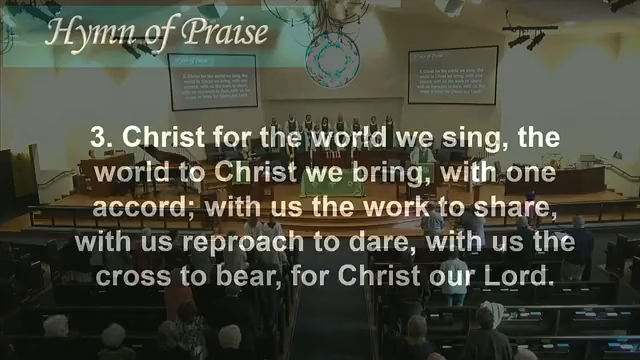 Hymn of Praise
3. Christ for the world we sing, the
world to Christ we bring, with one
accord; with us the work to share,
with us reproach to dare, with us the
cross to bear, for Christ our Lord.